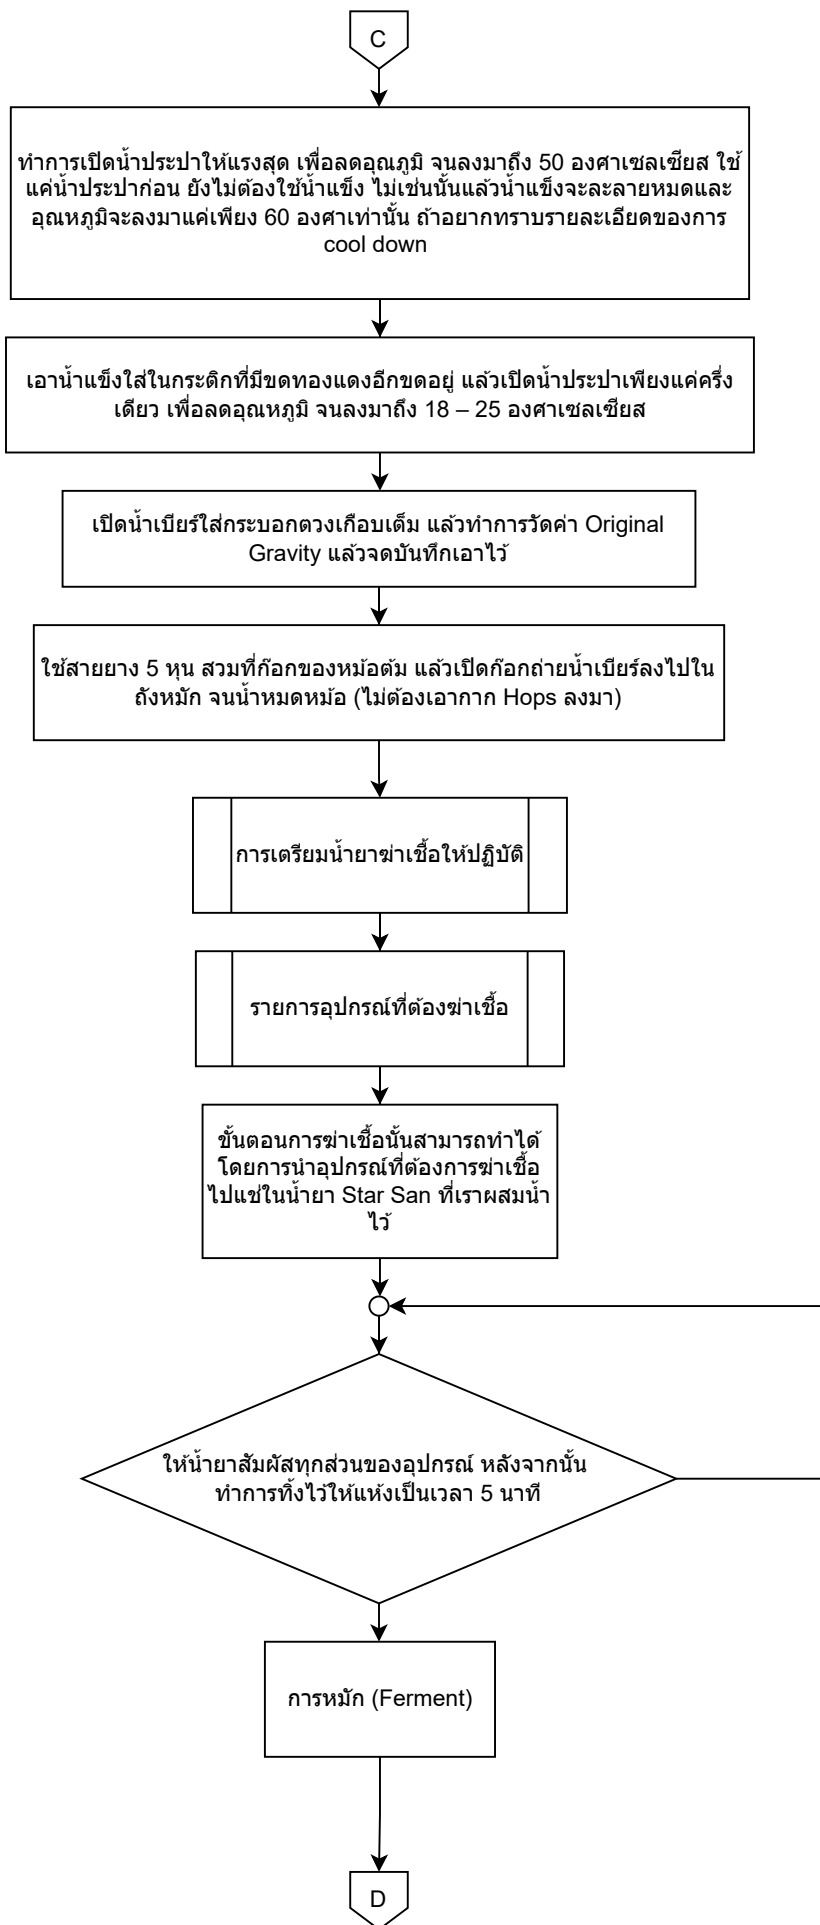 C
ทำการเปิดน้ำประปาให้แรงสุด เพื่อลดอุณภูมิ จนลงมาถึง 50 องศาเซลเซียส ใช้
แค่น้ำประปาก่อน ยังไม่ต้องใช้น้ำแข็ง ไม่เช่นนั้นแล้วน้ำแข็งจะละลายหมดและ
อุณหภูมิจะลงมาแค่เพียง 60 องศาเท่านั้น ถ้าอยากทราบรายละเอียดของการ
cool down
เอาน้ำแข็งใส่ในกระติกที่มีขดทองแดงอีกขดอยู่ แล้วเปิดน้ำประปาเพียงแค่ครึ่ง
เดียว เพื่อลดอุณหภูมิ จนลงมาถึง 18 – 25 องศาเซลเซียส
เปิดน้ำเบียร์ใส่กระบอกตวงเกือบเต็ม แล้วทำการวัดค่า Original
Gravity แล้วจดบันทึกเอาไว้
ใช้สายยาง 5 หุน สวมที่ก๊อกของหม้อต้ม แล้วเปิดก๊อกถ่ายน้ำเบียร์ลงไปใน
ถังหมัก จนน้ำหมดหม้อ (ไม่ต้องเอากาก Hops ลงมา)
การเตรียมน้ำยาฆ่าเชื้อให้ปฏิบัติ
รายการอุปกรณ์ที่ต้องฆ่าเชื้อ
ขั้นตอนการฆ่าเชื้อนั้นสามารถทำได้
โดยการนำอุปกรณ์ที่ต้องการฆ่าเชื้อ
ไปแช่ในน้ำยา Star San ที่เราผสมน้ำ
ไว้
ให้น้ำยาสัมผัสทุกส่วนของอุปกรณ์ หลังจากนั้น
ทำการทิ้งไว้ให้แห้งเป็นเวลา 5 นาที
การหมัก (Ferment)
D